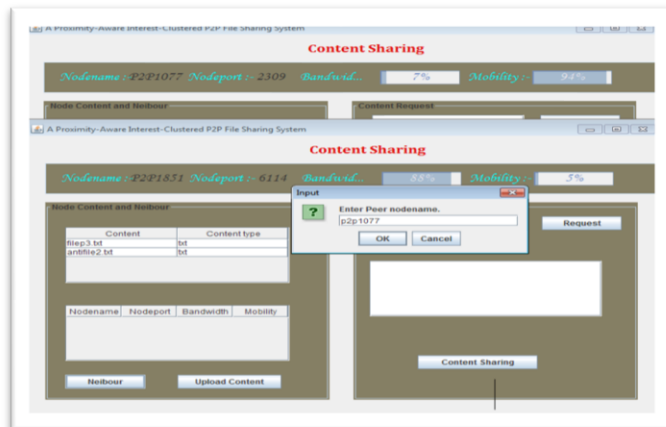 A Proximity-Aware Interest-Clustered P2P File Sharing System
Content Sharing
Nodename :-P2P1077 Nodeport :- 2309 Bandwid... 7% Mobility :- 94%
Node Content and Neibour
Content Request
A Proximity-Aware Interest-Clustered P2P File Sharing System
Content Sharing
Nodename :-P2P1851 Nodeport :- 6114 Bandwid... 88% Mobility :- 5%
Input
Enter Peer nodename.
p2p1077
OK Cancel
Node Content and Neibour
Content Content type
filep3.txt txt
antifile2.txt txt
Request
Nodename Nodeport Bandwidth Mobility
Content Sharing
Neibour Upload Content